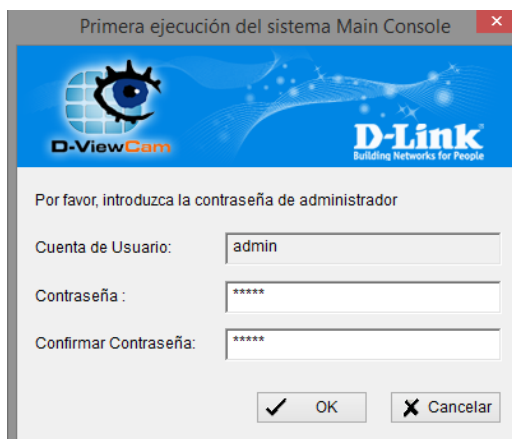 Primera ejecución del sistema Main Console
D-ViewCam
D-Link
Building Networks for People
Por favor, introduzca la contraseña de administrador
Cuenta de Usuario: admin
Contraseña : *****
Confirmar Contraseña: *****
OK Cancelar